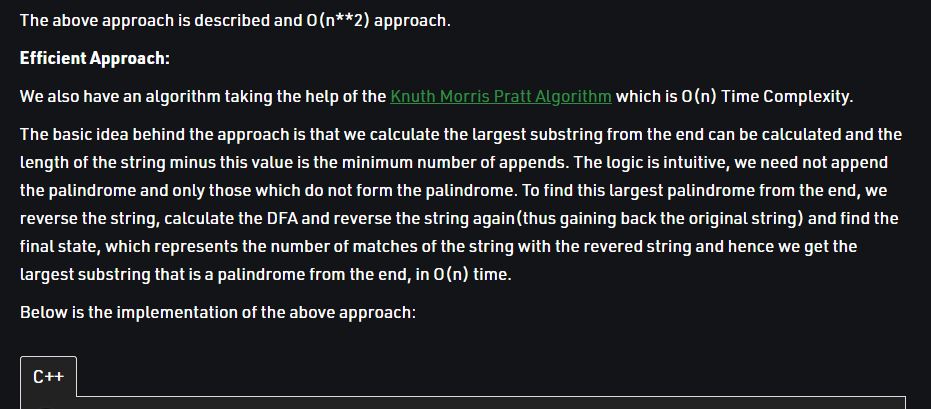 The above approach is described and O(n**2) approach.
Efficient Approach:
We also have an algorithm taking the help of the Knuth Morris Pratt Algorithm which is O(n) Time Complexity.
The basic idea behind the approach is that we calculate the largest substring from the end can be calculated and the
length of the string minus this value is the minimum number of appends. The logic is intuitive, we need not append
the palindrome and only those which do not form the palindrome. To find this largest palindrome from the end, we
reverse the string, calculate the DFA and reverse the string again(thus gaining back the original string) and find the
final state, which represents the number of matches of the string with the revered string and hence we get the
largest substring that is a palindrome from the end, in O(n) time.
Below is the implementation of the above approach:
C++